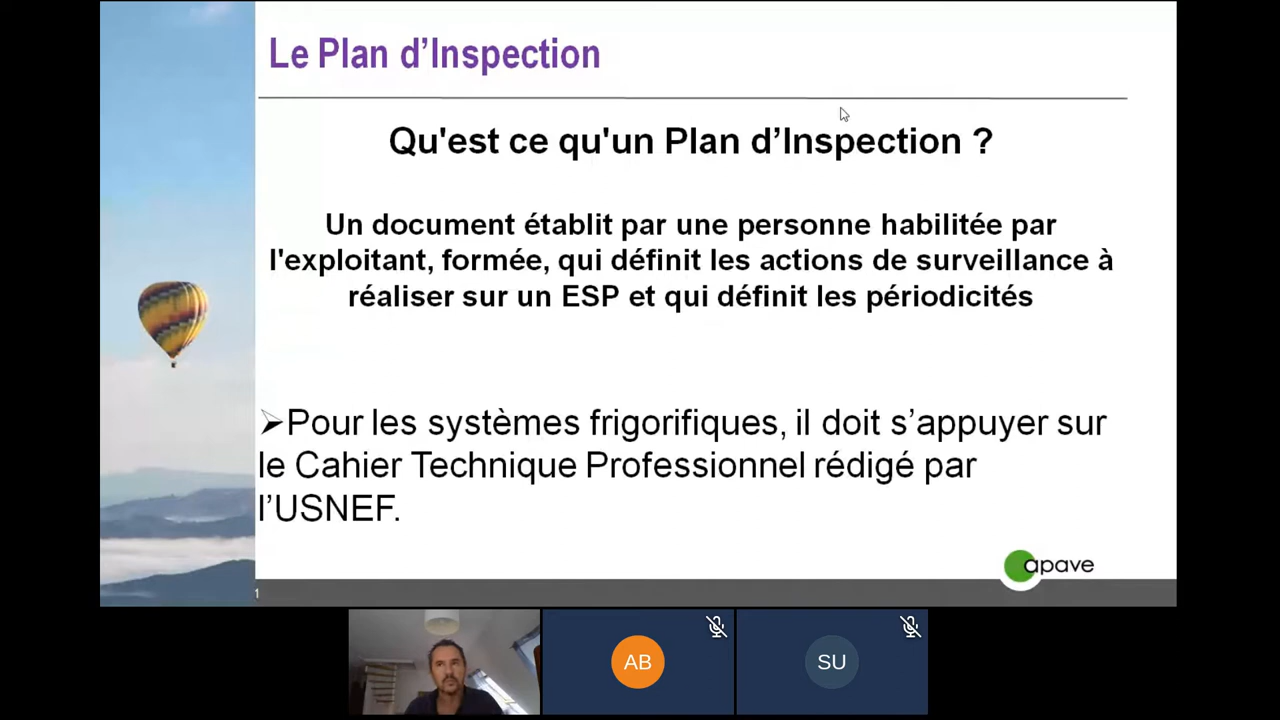 Le Plan d’Inspection
Qu'est ce qu'un Plan d’Inspection ?
Un document établit par une personne habilitée par
l'exploitant, formée, qui définit les actions de surveillance à
réaliser sur un ESP et qui définit les périodicités
➢Pour les systèmes frigorifiques, il doit s’appuyer sur
le Cahier Technique Professionnel rédigé par
l’USNEF.
apave
1
AB
SU